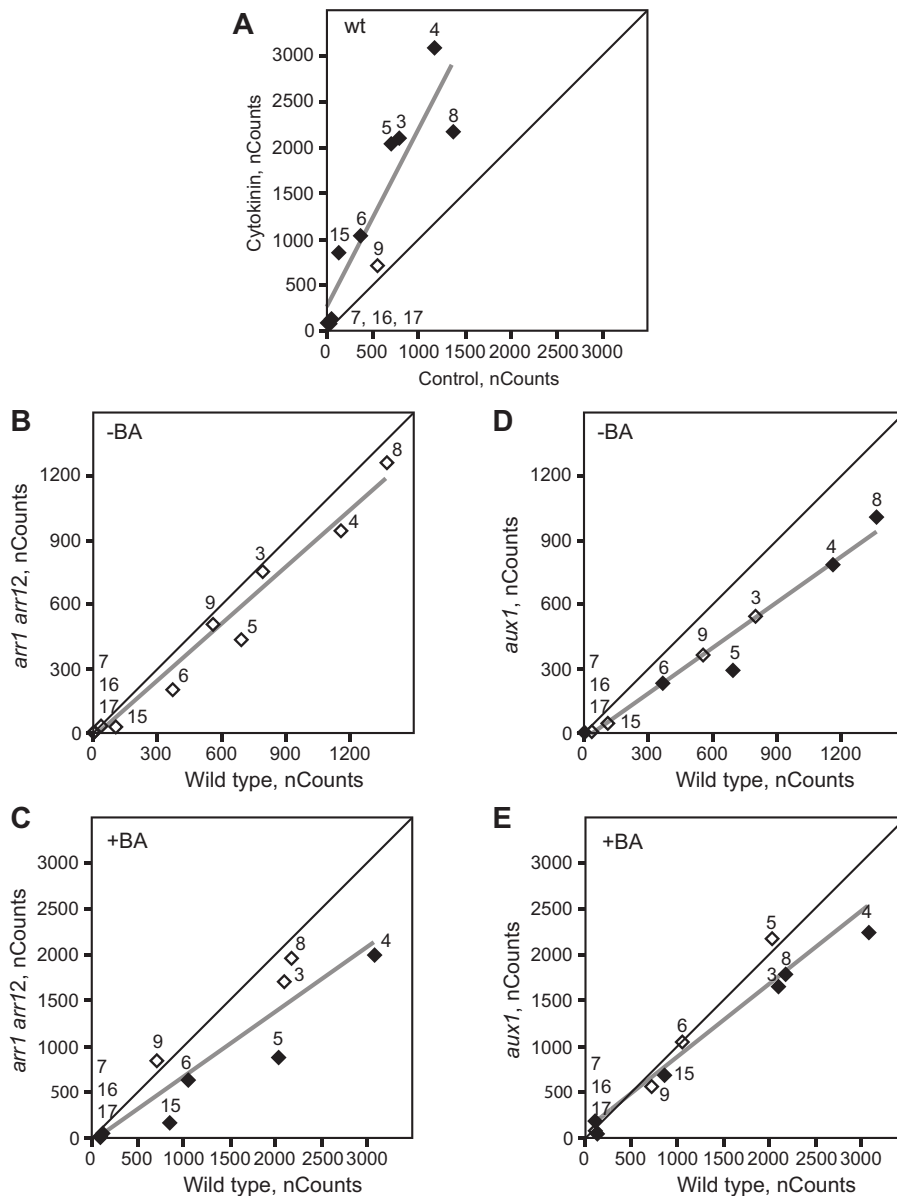 A
wt
4
3000
2500
5 3
8
2000
1500
6
1000
15
9
500
7, 16, 17
0
0 500 1000 1500 2000 2500 3000
Cytokinin, nCounts
Control, nCounts
B
-BA
8
1200
4
900
3
9
600
5
7
300
16
6
17
15
0
0 300 600 900 1200
arr1 arr12, nCounts
Wild type, nCounts
D
-BA
1200
8
4
900
3
9
600
5
6
7
300
16
17
15
0
0 300 600 900 1200
aux1, nCounts
Wild type, nCounts
C
+BA
3000
2500
8
4
2000
3
1500
9
5
1000
7
6
16
500
17
15
0
0 500 1000 1500 2000 2500 3000
arr1 arr12, nCounts
Wild type, nCounts
E
+BA
3000
2500
5
4
2000
8
3
1500
6
1000
7
15
16
500
9
17
0
0 500 1000 1500 2000 2500 3000
aux1, nCounts
Wild type, nCounts